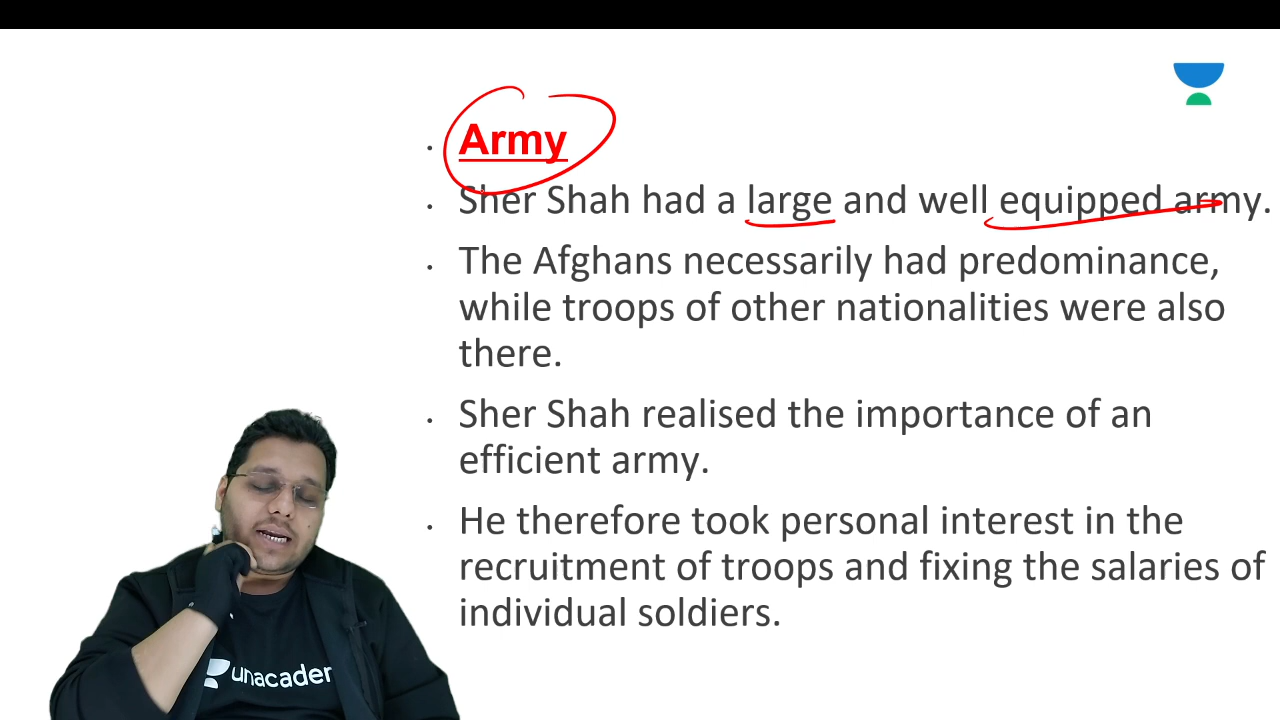 Army
Sher Shah had a large and well equipped army.
The Afghans necessarily had predominance,
while troops of other nationalities were also
there.
Sher Shah realised the importance of an
efficient army.
He therefore took personal interest in the
recruitment of troops and fixing the salaries of
individual soldiers.
unacader